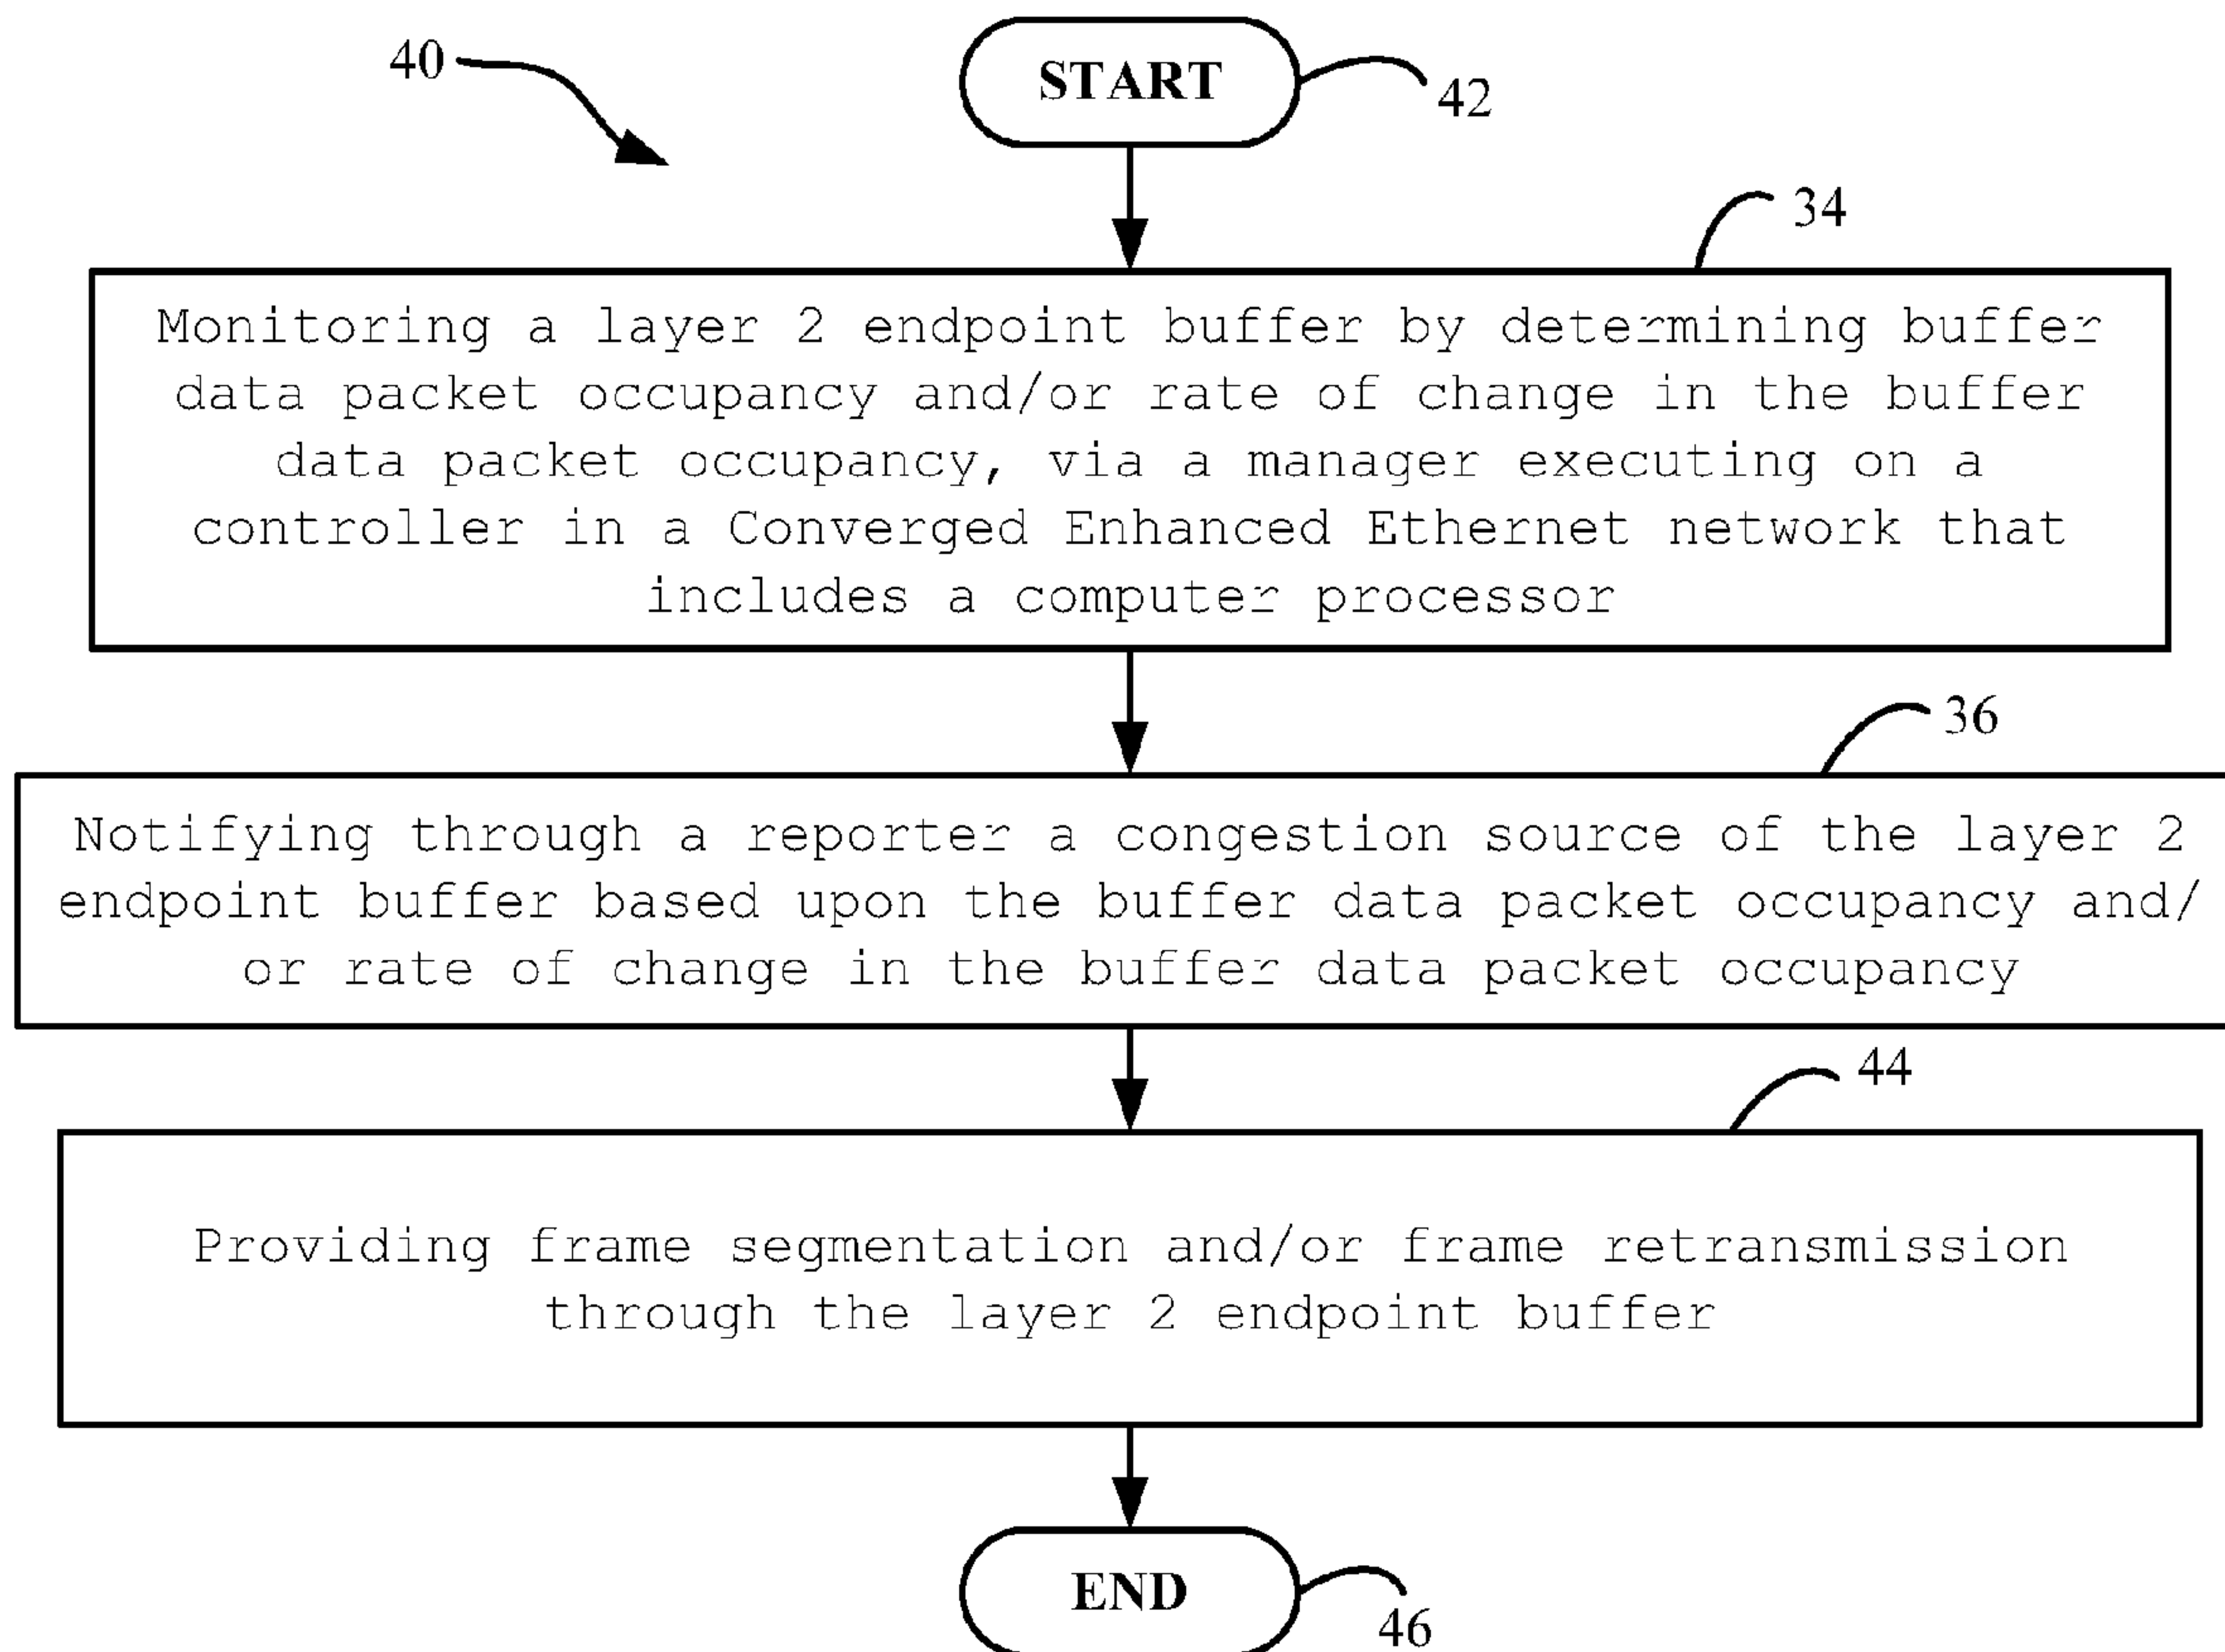 40
START
42
34
Monitoring a layer 2 endpoint buffer by determining buffer
data packet occupancy and/or rate of change in the buffer
data packet occupancy, via a manager executing on a
controller in a Converged Enhanced Ethernet network that
includes a computer processor
36
Notifying through a reporter a congestion source of the layer 2
endpoint buffer based upon the buffer data packet occupancy and/
or rate of change in the buffer data packet occupancy
44
Providing frame segmentation and/or frame retransmission
through the layer 2 endpoint buffer
END
46